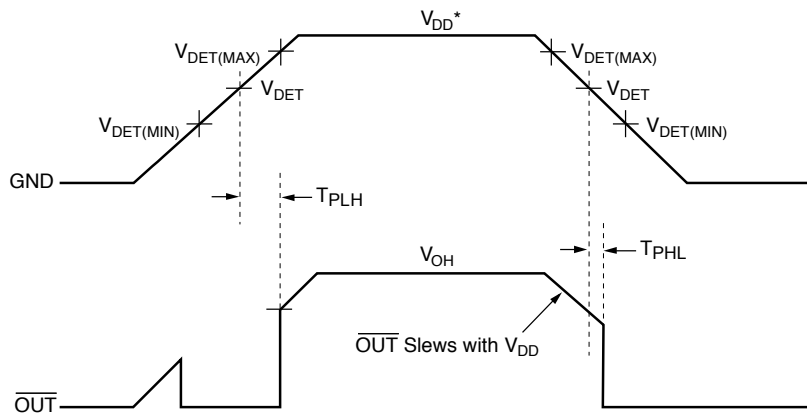 V_DD*
V_DET(MAX)
V_DET(MAX)
V_DET
V_DET
V_DET(MIN)
V_DET(MIN)
GND
T_PLH
V_OH
T_PHL
OUT Slews with V_DD
OUT